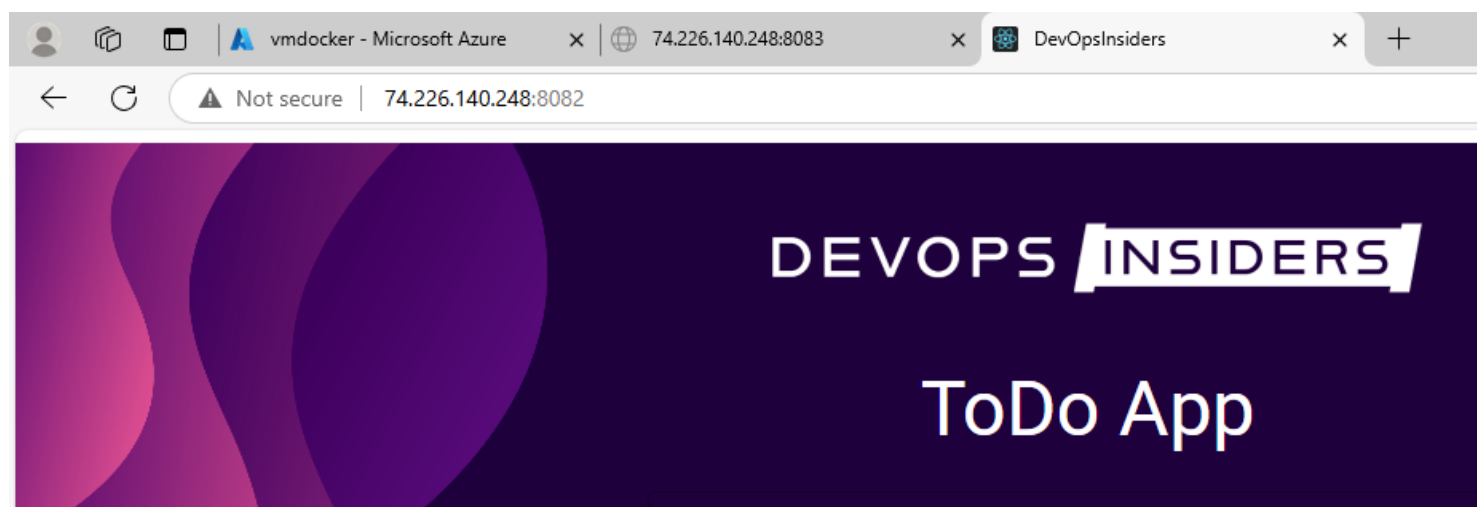 vmdocker - Microsoft Azure
74.226.140.248:8083
DevOpsInsiders
Not secure
74.226.140.248:8082
DEVOPS INSIDERS
ToDo App